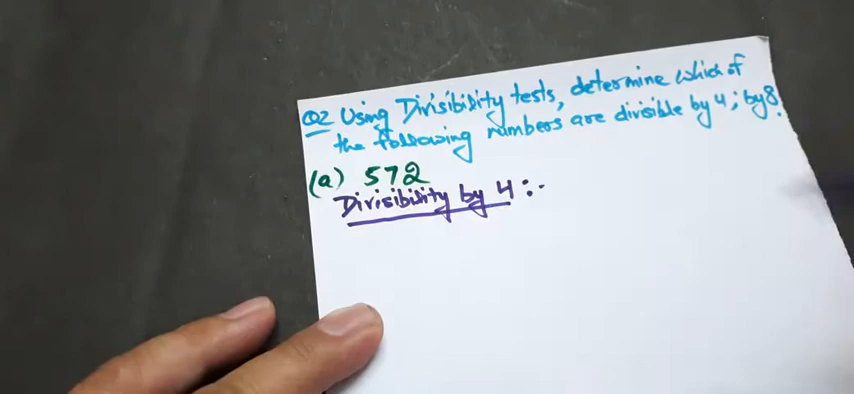 Q2 Using Divisibility tests, determine which of
the following numbers are divisible by 4; by 8.
(a) 572
Divisibility by 4:-